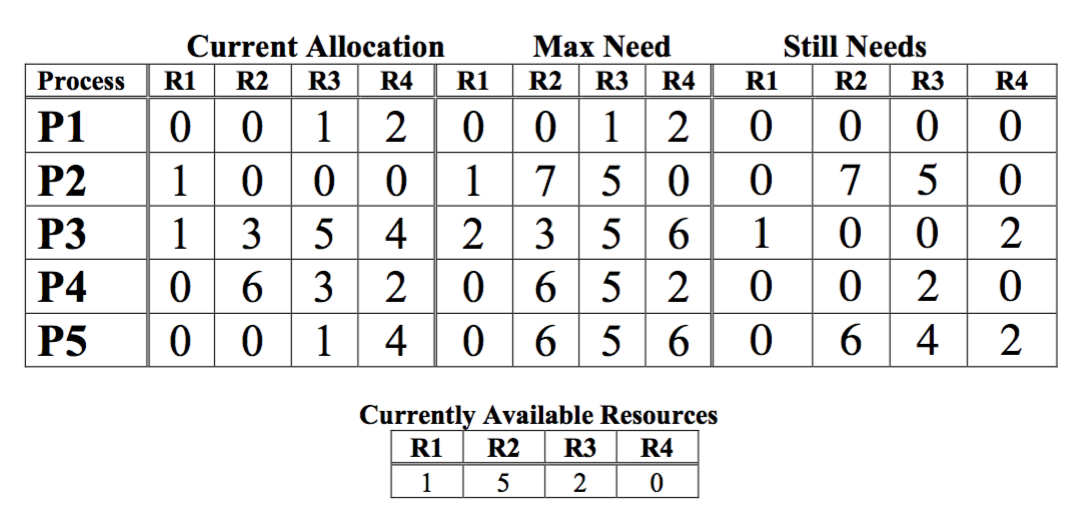 Current Allocation Max Need Still Needs
Process R1 R2 R3 R4 R1 R2 R3 R4 R1 R2 R3 R4
P1 0 0 1 2 0 0 1 2 0 0 0 0
P2 1 0 0 0 1 7 5 0 0 7 5 0
P3 1 3 5 4 2 3 5 6 1 0 0 2
P4 0 6 3 2 0 6 5 2 0 0 2 0
P5 0 0 1 4 0 6 5 6 0 6 4 2
Currently Available Resources
R1 R2 R3 R4
1 5 2 0